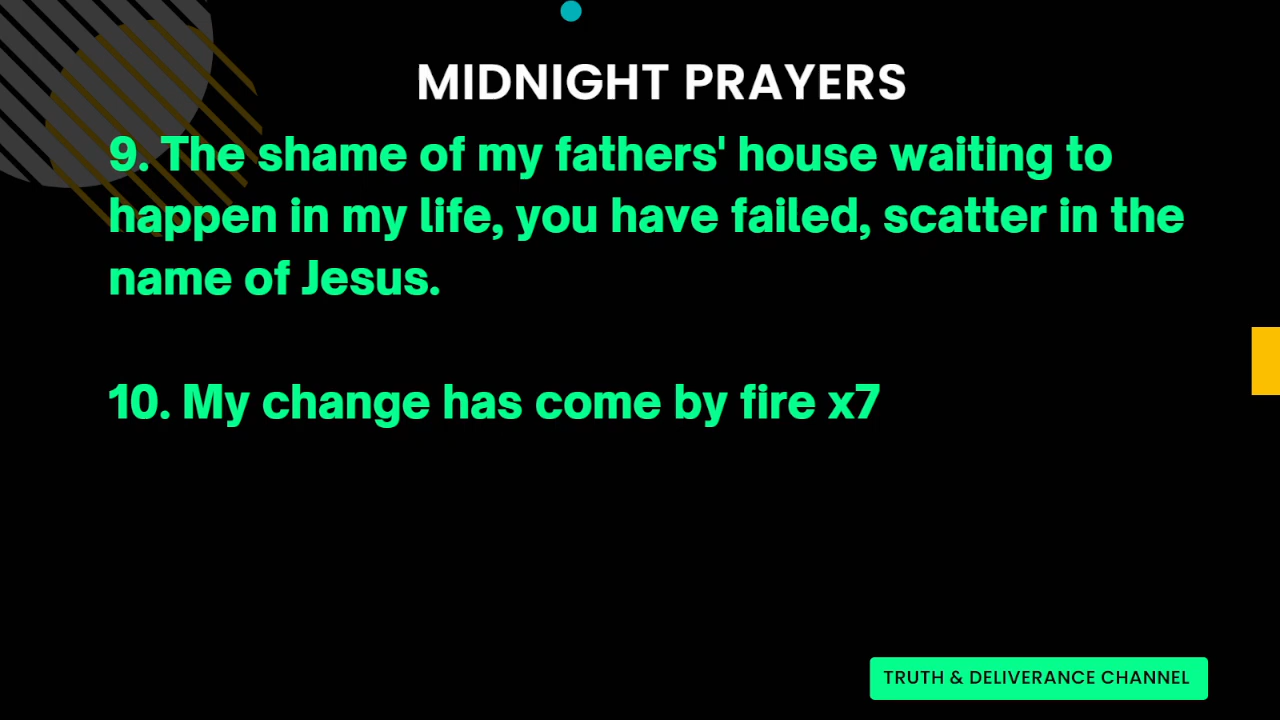 MIDNIGHT PRAYERS
9. The shame of my fathers' house waiting to
happen in my life, you have failed, scatter in the
name of Jesus.
10. My change has come by fire x7
TRUTH & DELIVERANCE CHANNEL